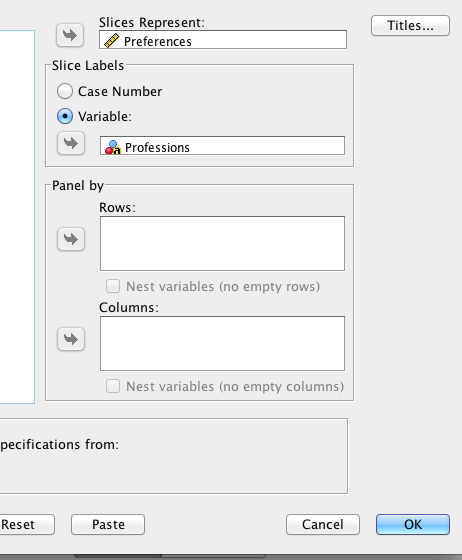 Slices Represent:
Titles...
Preferences
Slice Labels
Case Number
Variable:
Professions
Panel by
Rows:
Nest variables (no empty rows)
Columns:
Nest variables (no empty columns)
pecifications from:
Reset
Paste
Cancel
OK